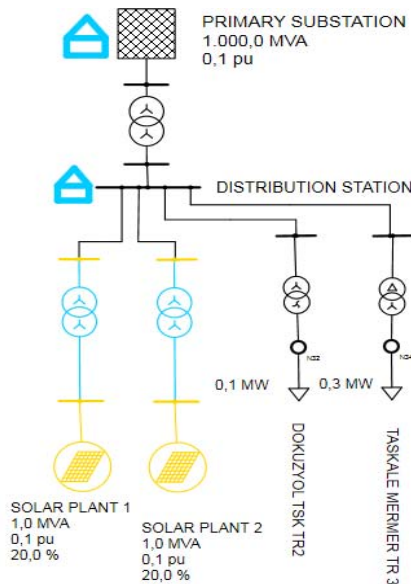 PRIMARY SUBSTATION
1.000,0 MVA
0,1 pu
DISTRIBUTION STATION
0,1 MW
0,3 MW
DOKUZYOL TSK TR2
TASKALE MERMER TR 3
SOLAR PLANT 1
1,0 MVA
0,1 pu
20,0 %
SOLAR PLANT 2
1,0 MVA
0,1 pu
20,0 %